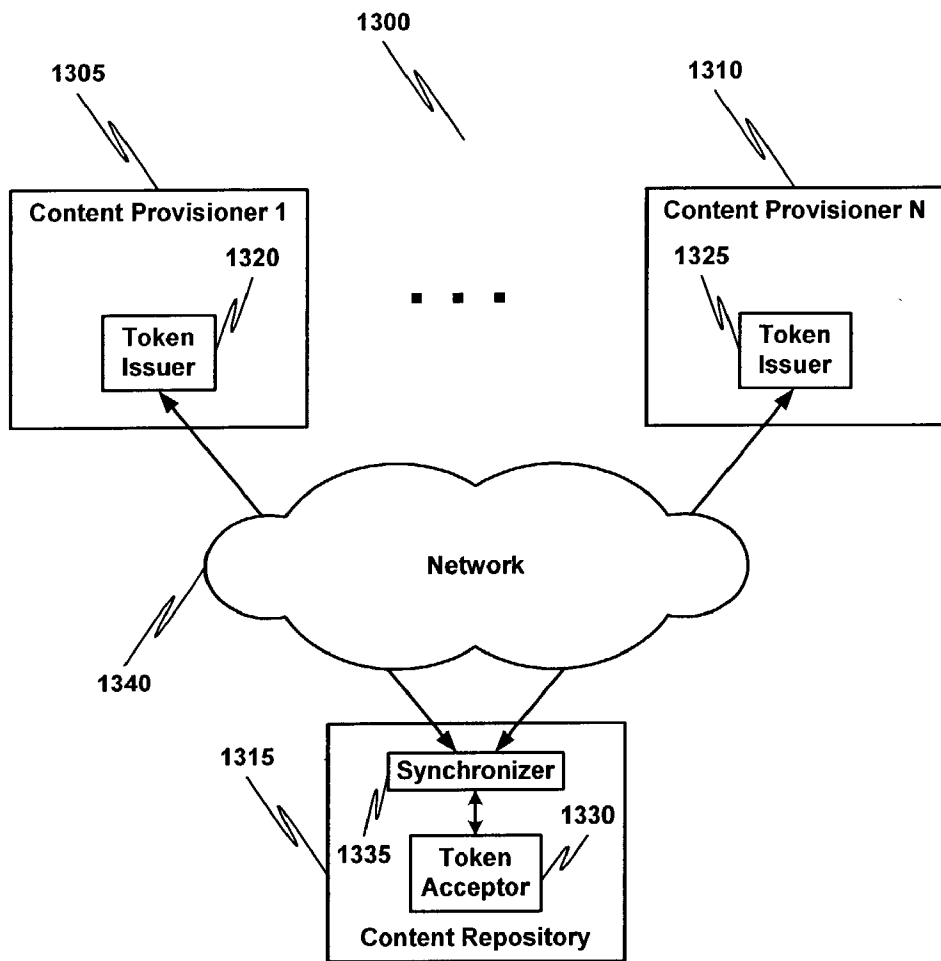 1300
1305
1310
Content Provisioner 1
Content Provisioner N
1320
1325
Token
Issuer
Token
Issuer
Network
1340
1315
Synchronizer
1335
1330
Token
Acceptor
Content Repository